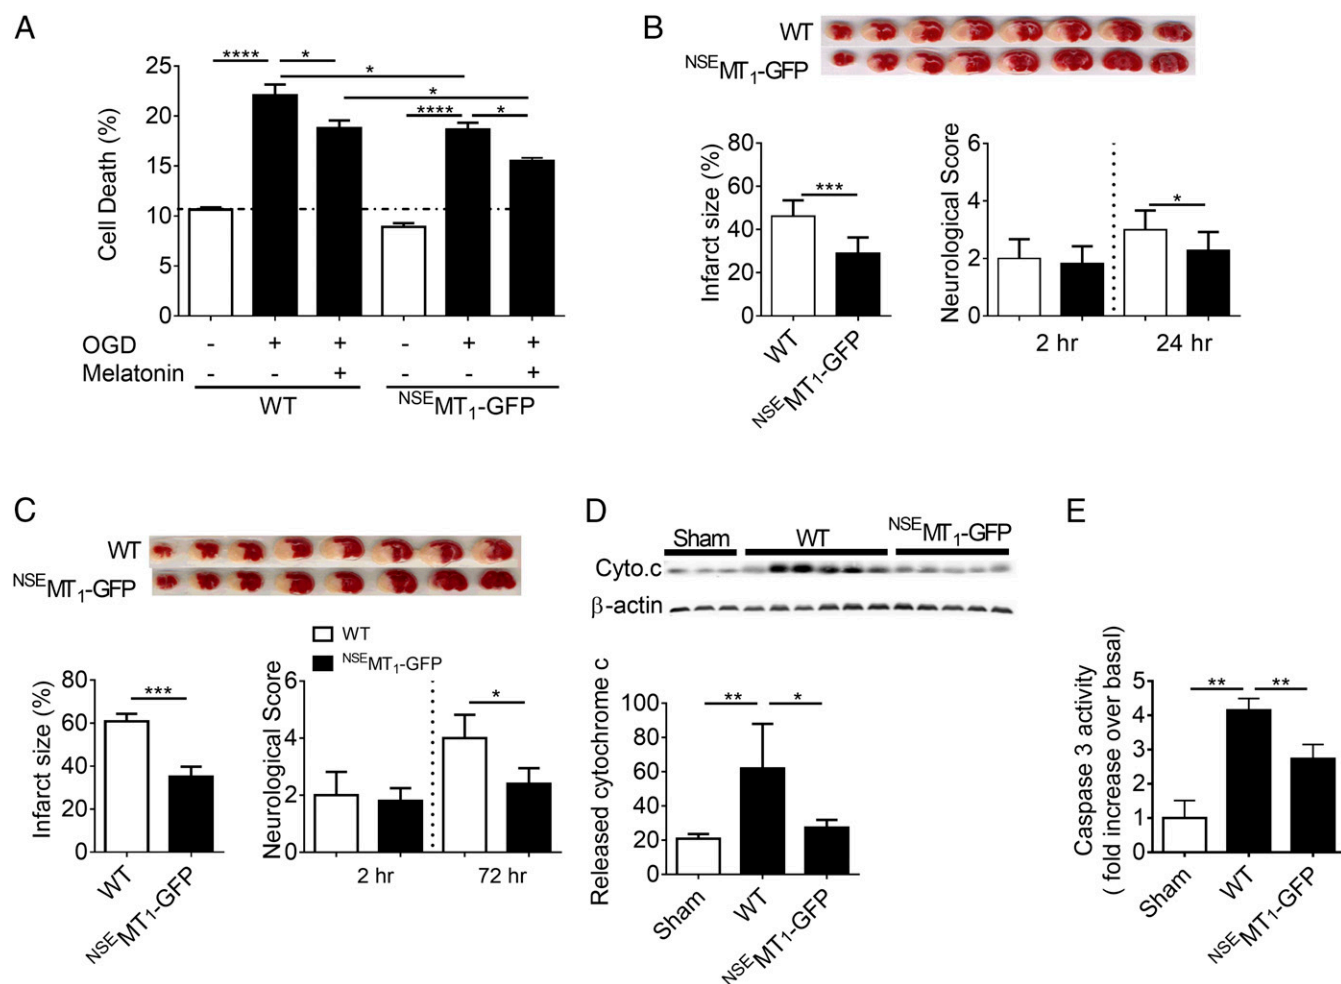 A
Cell Death (%)
25
20
15
10
5
0
**** *
*
*
**** *
OGD - + + - + +
Melatonin - - + - - +
WT NSEMT1-GFP
B
WT
NSEMT1-GFP
Infarct size (%)
80
60
40
20
0
***
WT
NSEMT1-GFP
Neurological Score
6
4
2
0
*
2 hr 24 hr
C
WT
NSEMT1-GFP
WT
NSEMT1-GFP
Infarct size (%)
80
60
40
20
0
***
WT
NSEMT1-GFP
Neurological Score
6
4
2
0
*
2 hr 72 hr
D
Sham WT NSEMT1-GFP
Cyto.c
β-actin
Released cytochrome c
100
80
60
40
20
0
** *
Sham
WT
NSEMT1-GFP
E
Caspase 3 activity
( fold increase over basal)
5
4
3
2
1
0
** **
Sham
WT
NSEMT1-GFP